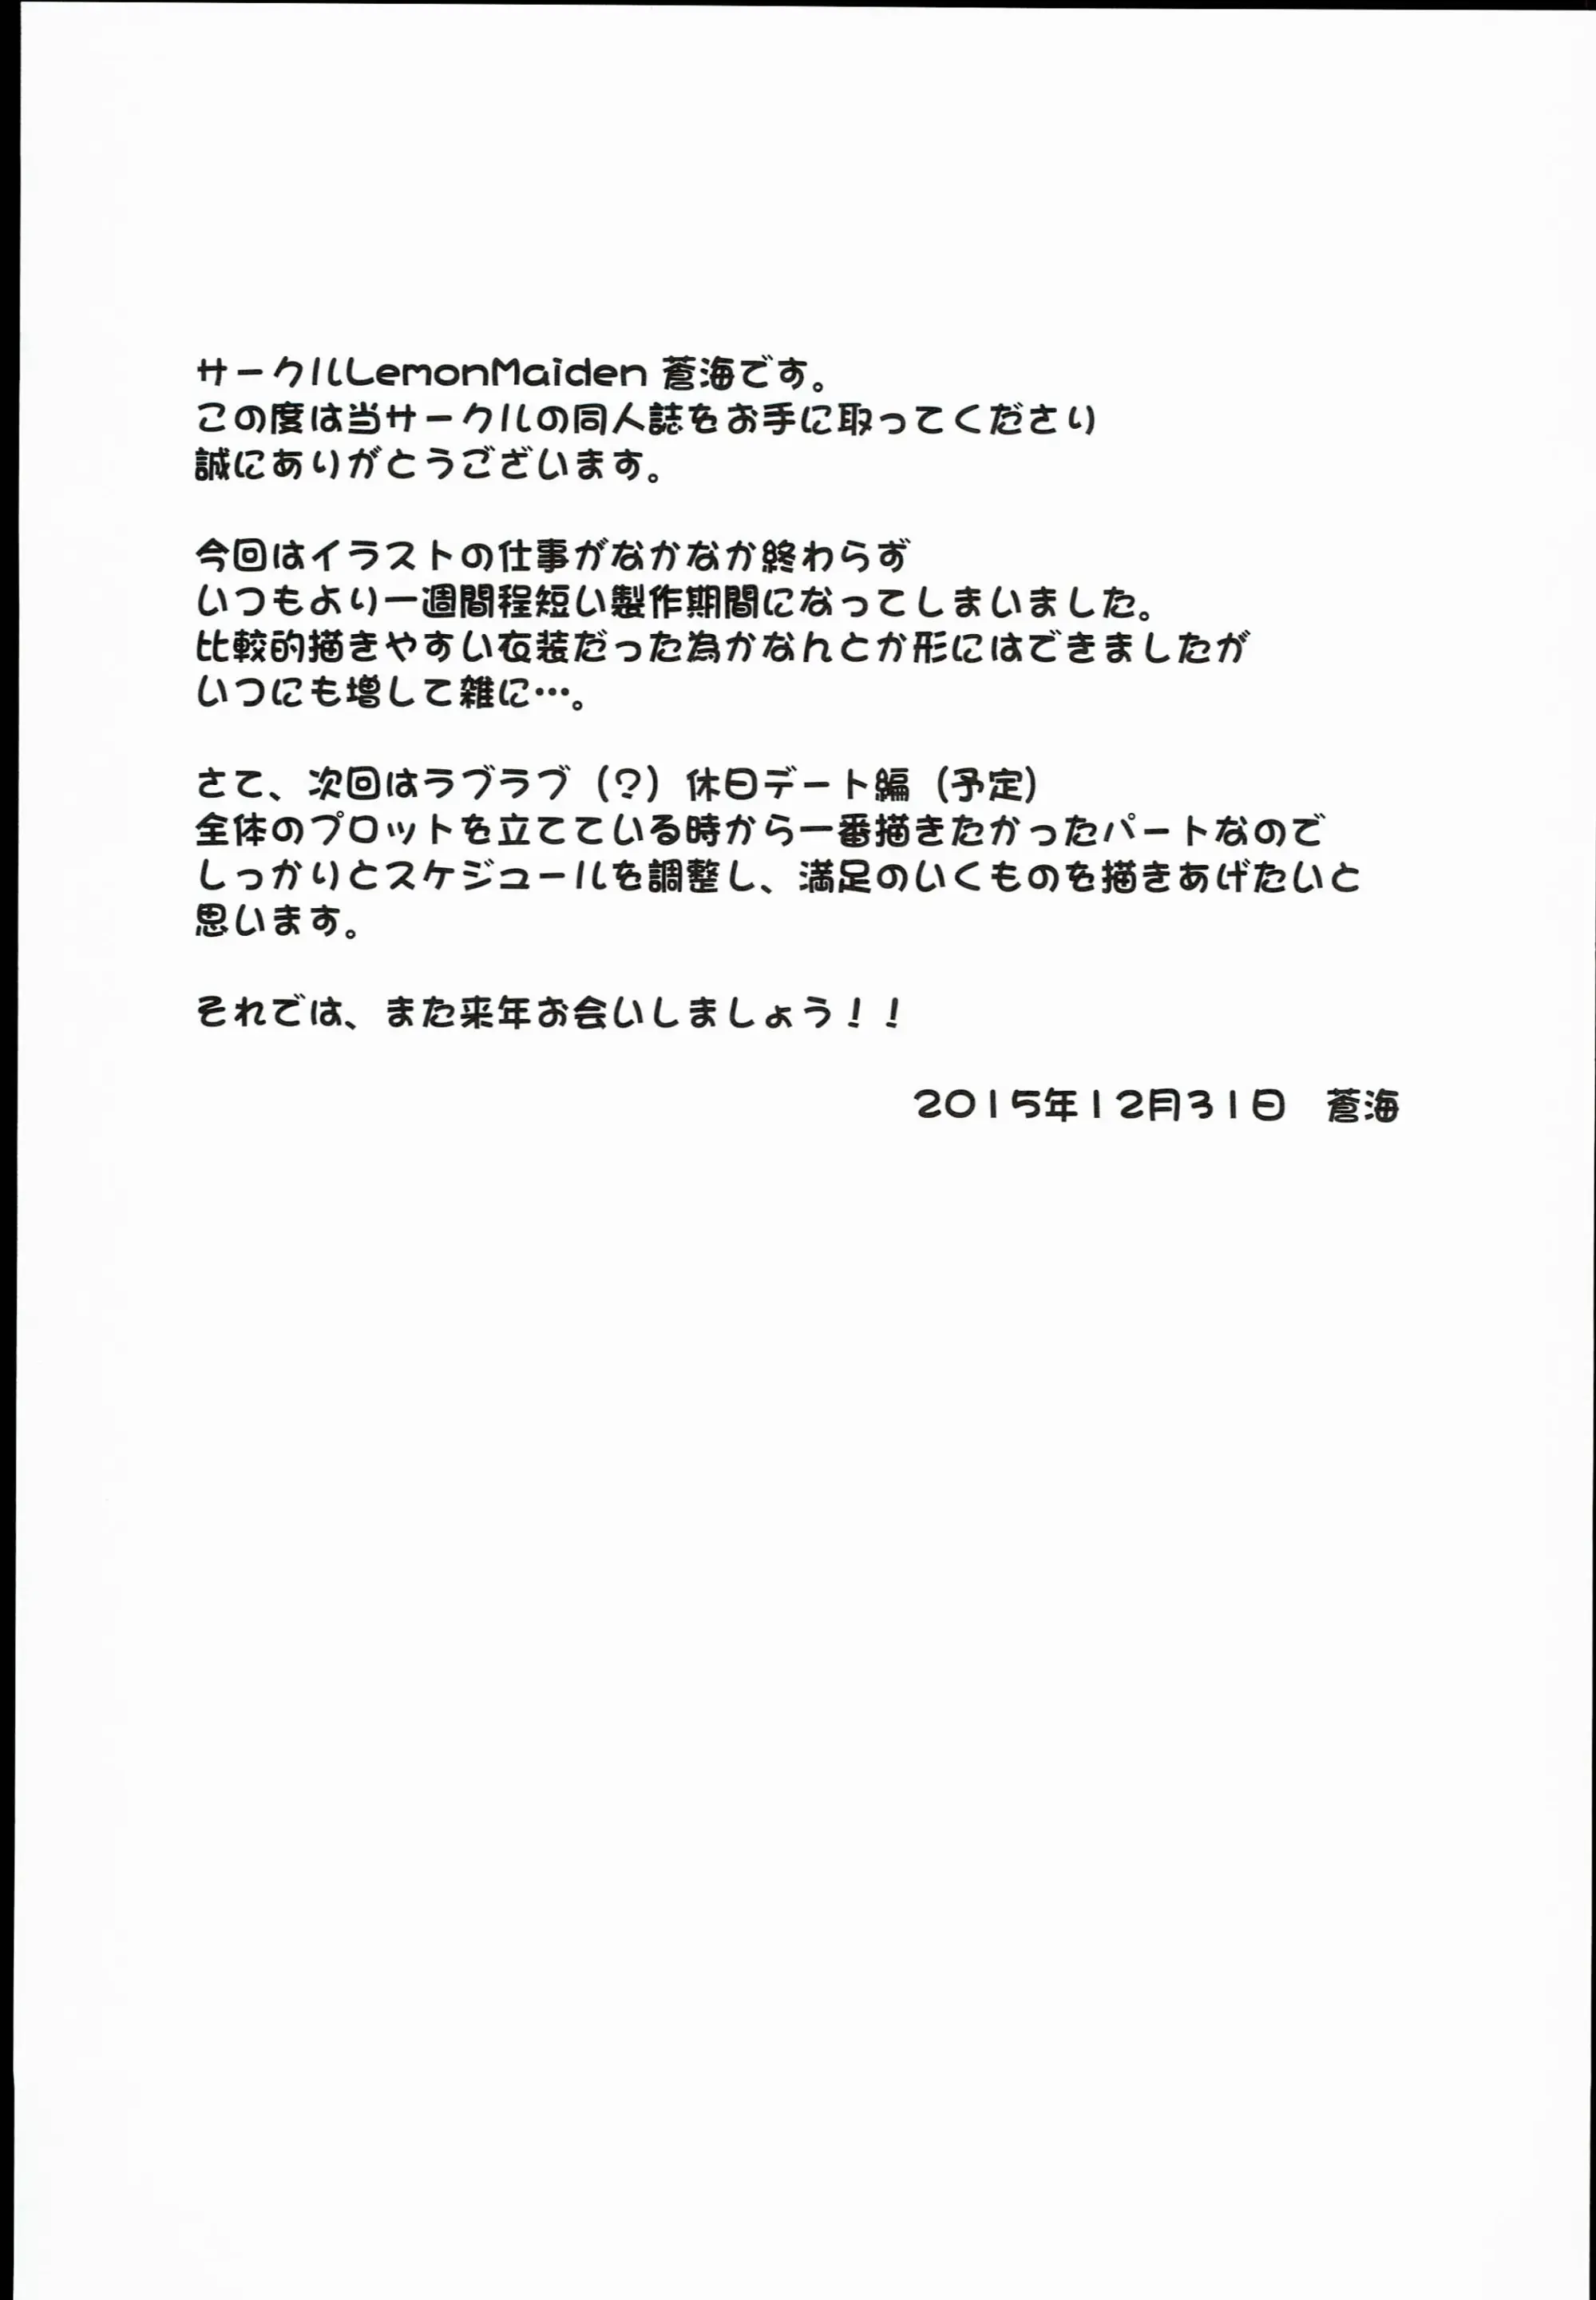 サークルLemonMaiden 蒼海です。
この度は当サークルの同人誌をお手に取ってくださり
誠にありがとうございます。
今回はイラストの仕事がなかなか終わらず
いつもより一週間程短い製作期間になってしまいました。
比較的描きやすい衣装だった為かなんとか形にはできましたが
いつにも増して雑に…。
さて、次回はラブラブ（？）休日デート編（予定）
全体のプロットを立てている時から一番描きたかったパートなので
しっかりとスケジュールを調整し、満足のいくものを描きあげたいと
思います。
それでは、また来年お会いしましょう！！
2015年12月31日　蒼海